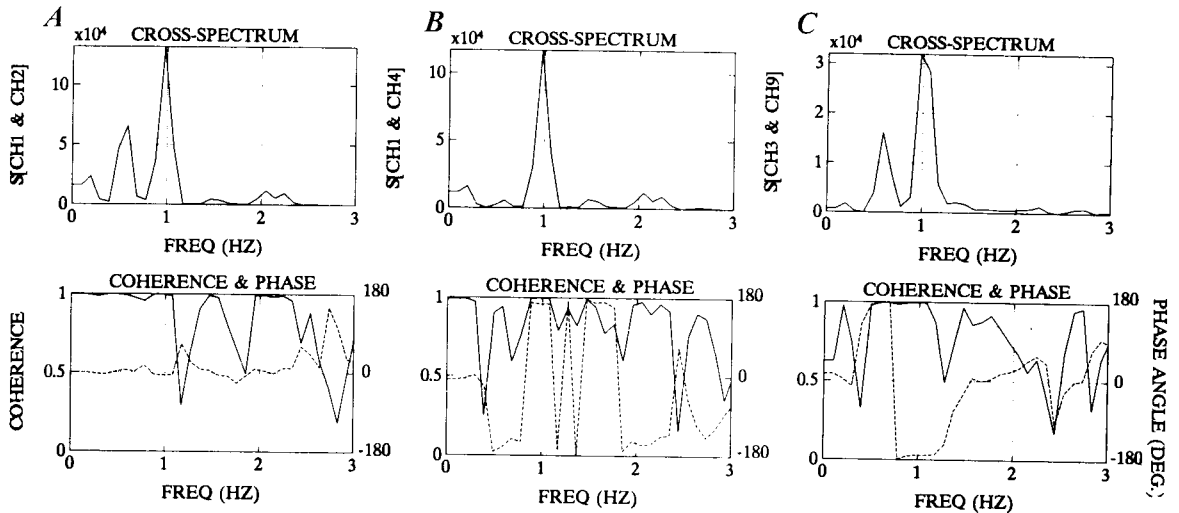 A
x10⁴ CROSS-SPECTRUM
S[CH1 & CH2]
10
5
0
0 1 2 3
FREQ (HZ)
COHERENCE & PHASE
COHERENCE
1
0.5
1
180
0
-180
0 1 2 3
FREQ (HZ)
B
x10⁴ CROSS-SPECTRUM
S[CH1 & CH4]
10
5
0
0 1 2 3
FREQ (HZ)
COHERENCE & PHASE
1
0.5
0
180
0
-180
0 1 2 3
FREQ (HZ)
C
x10⁴ CROSS-SPECTRUM
S[CH3 & CH9]
3
2
1
0
0 1 2 3
FREQ (HZ)
COHERENCE & PHASE
1
0.5
0
180
0
-180
PHASE ANGLE (DEG.)
0 1 2 3
FREQ (HZ)